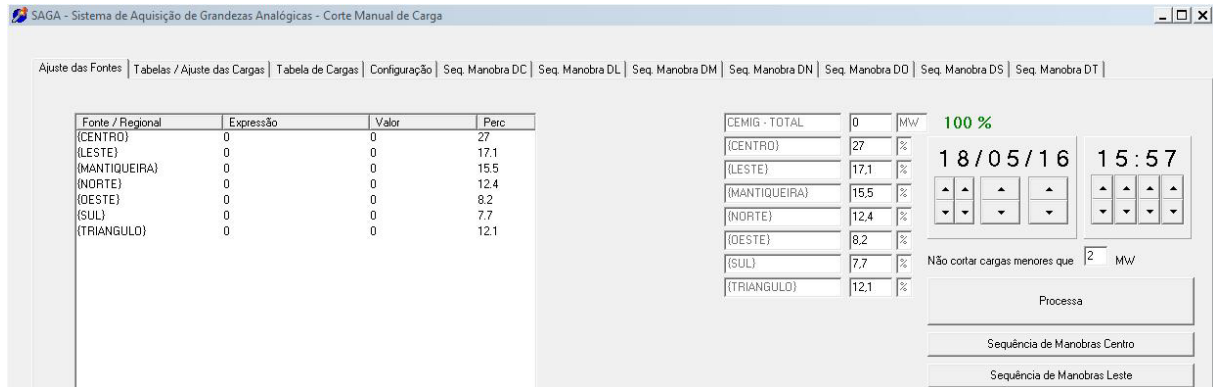 SAGA - Sistema de Aquisição de Grandezas Analógicas - Corte Manual de Carga
Ajuste das Fontes Tabelas / Ajuste das Cargas Tabela de Cargas Configuração Seq. Manobra DC Seq. Manobra DL Seq. Manobra DM Seq. Manobra DN Seq. Manobra DO Seq. Manobra DS Seq. Manobra DT
Fonte / Regional Expressão Valor Perc
{CENTRO} 0 0 27
{LESTE} 0 0 17.1
{MANTIQUEIRA} 0 0 15.5
{NORTE} 0 0 12.4
{OESTE} 0 0 8.2
{SUL} 0 0 7.7
{TRIANGULO} 0 0 12.1
CEMIG - TOTAL 0 MW 100 %
{CENTRO} 27 %
{LESTE} 17,1 %
{MANTIQUEIRA} 15,5 %
{NORTE} 12,4 %
{OESTE} 8,2 %
{SUL} 7,7 %
{TRIANGULO} 12,1 %
18/05/16 15:57
Não cortar cargas menores que 2 MW
Processa
Sequência de Manobras Centro
Sequência de Manobras Leste